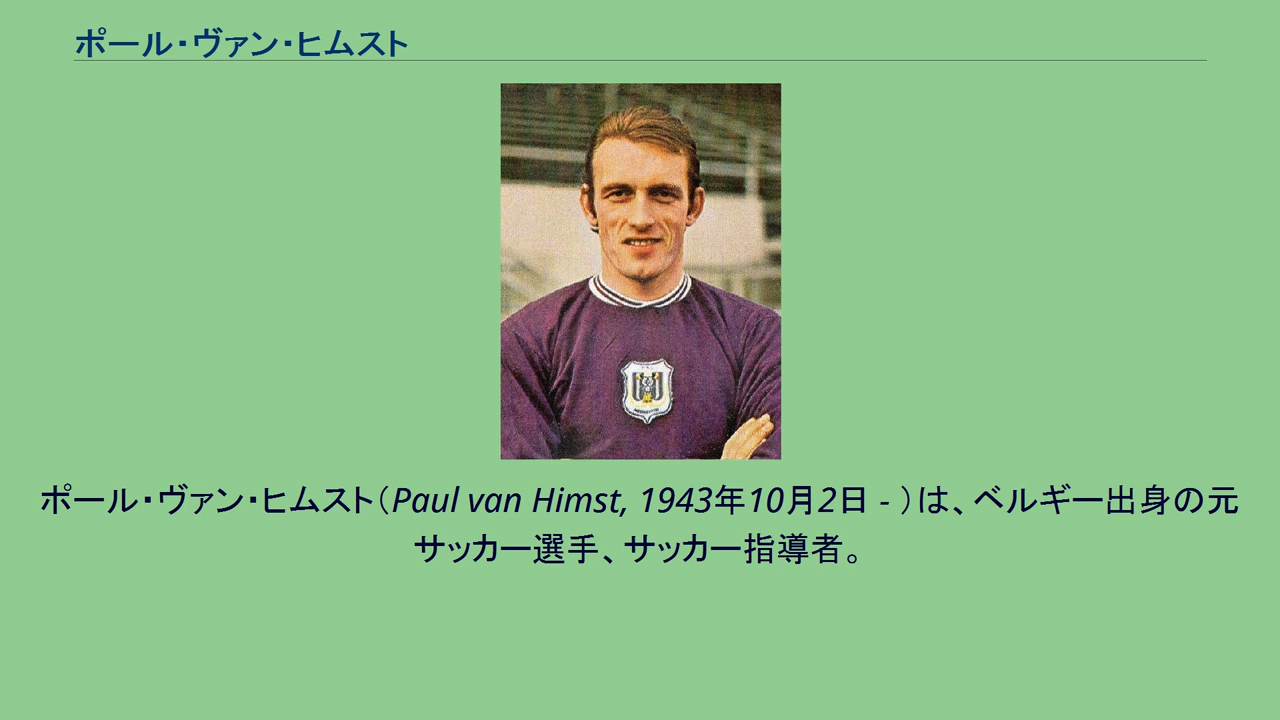 ポール・ヴァン・ヒムスト
ポール・ヴァン・ヒムスト（Paul van Himst, 1943年10月2日 - ）は、ベルギー出身の元
サッカー選手、サッカー指導者。